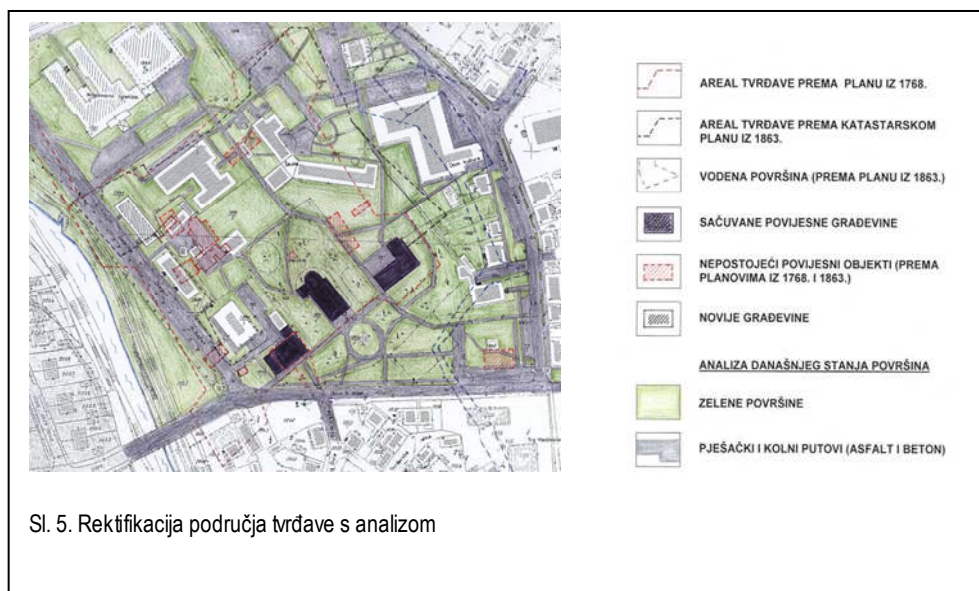 Dom kulture
AREAL TVRĐAVE PREMA PLANU IZ 1768.
AREAL TVRĐAVE PREMA KATASTARSKOM
PLANU IZ 1863.
VODENA POVRŠINA (PREMA PLANU IZ 1863.)
SAČUVANE POVIJESNE GRAĐEVINE
NEPOSTOJEĆI POVIJESNI OBJEKTI (PREMA
PLANOVIMA IZ 1768. I 1863.)
NOVIJE GRAĐEVINE
ANALIZA DANAŠNJEG STANJA POVRŠINA
ZELENE POVRŠINE
PJEŠAČKI I KOLNI PUTOVI (ASFALT I BETON)
Sl. 5. Rektifikacija područja tvrđave s analizom